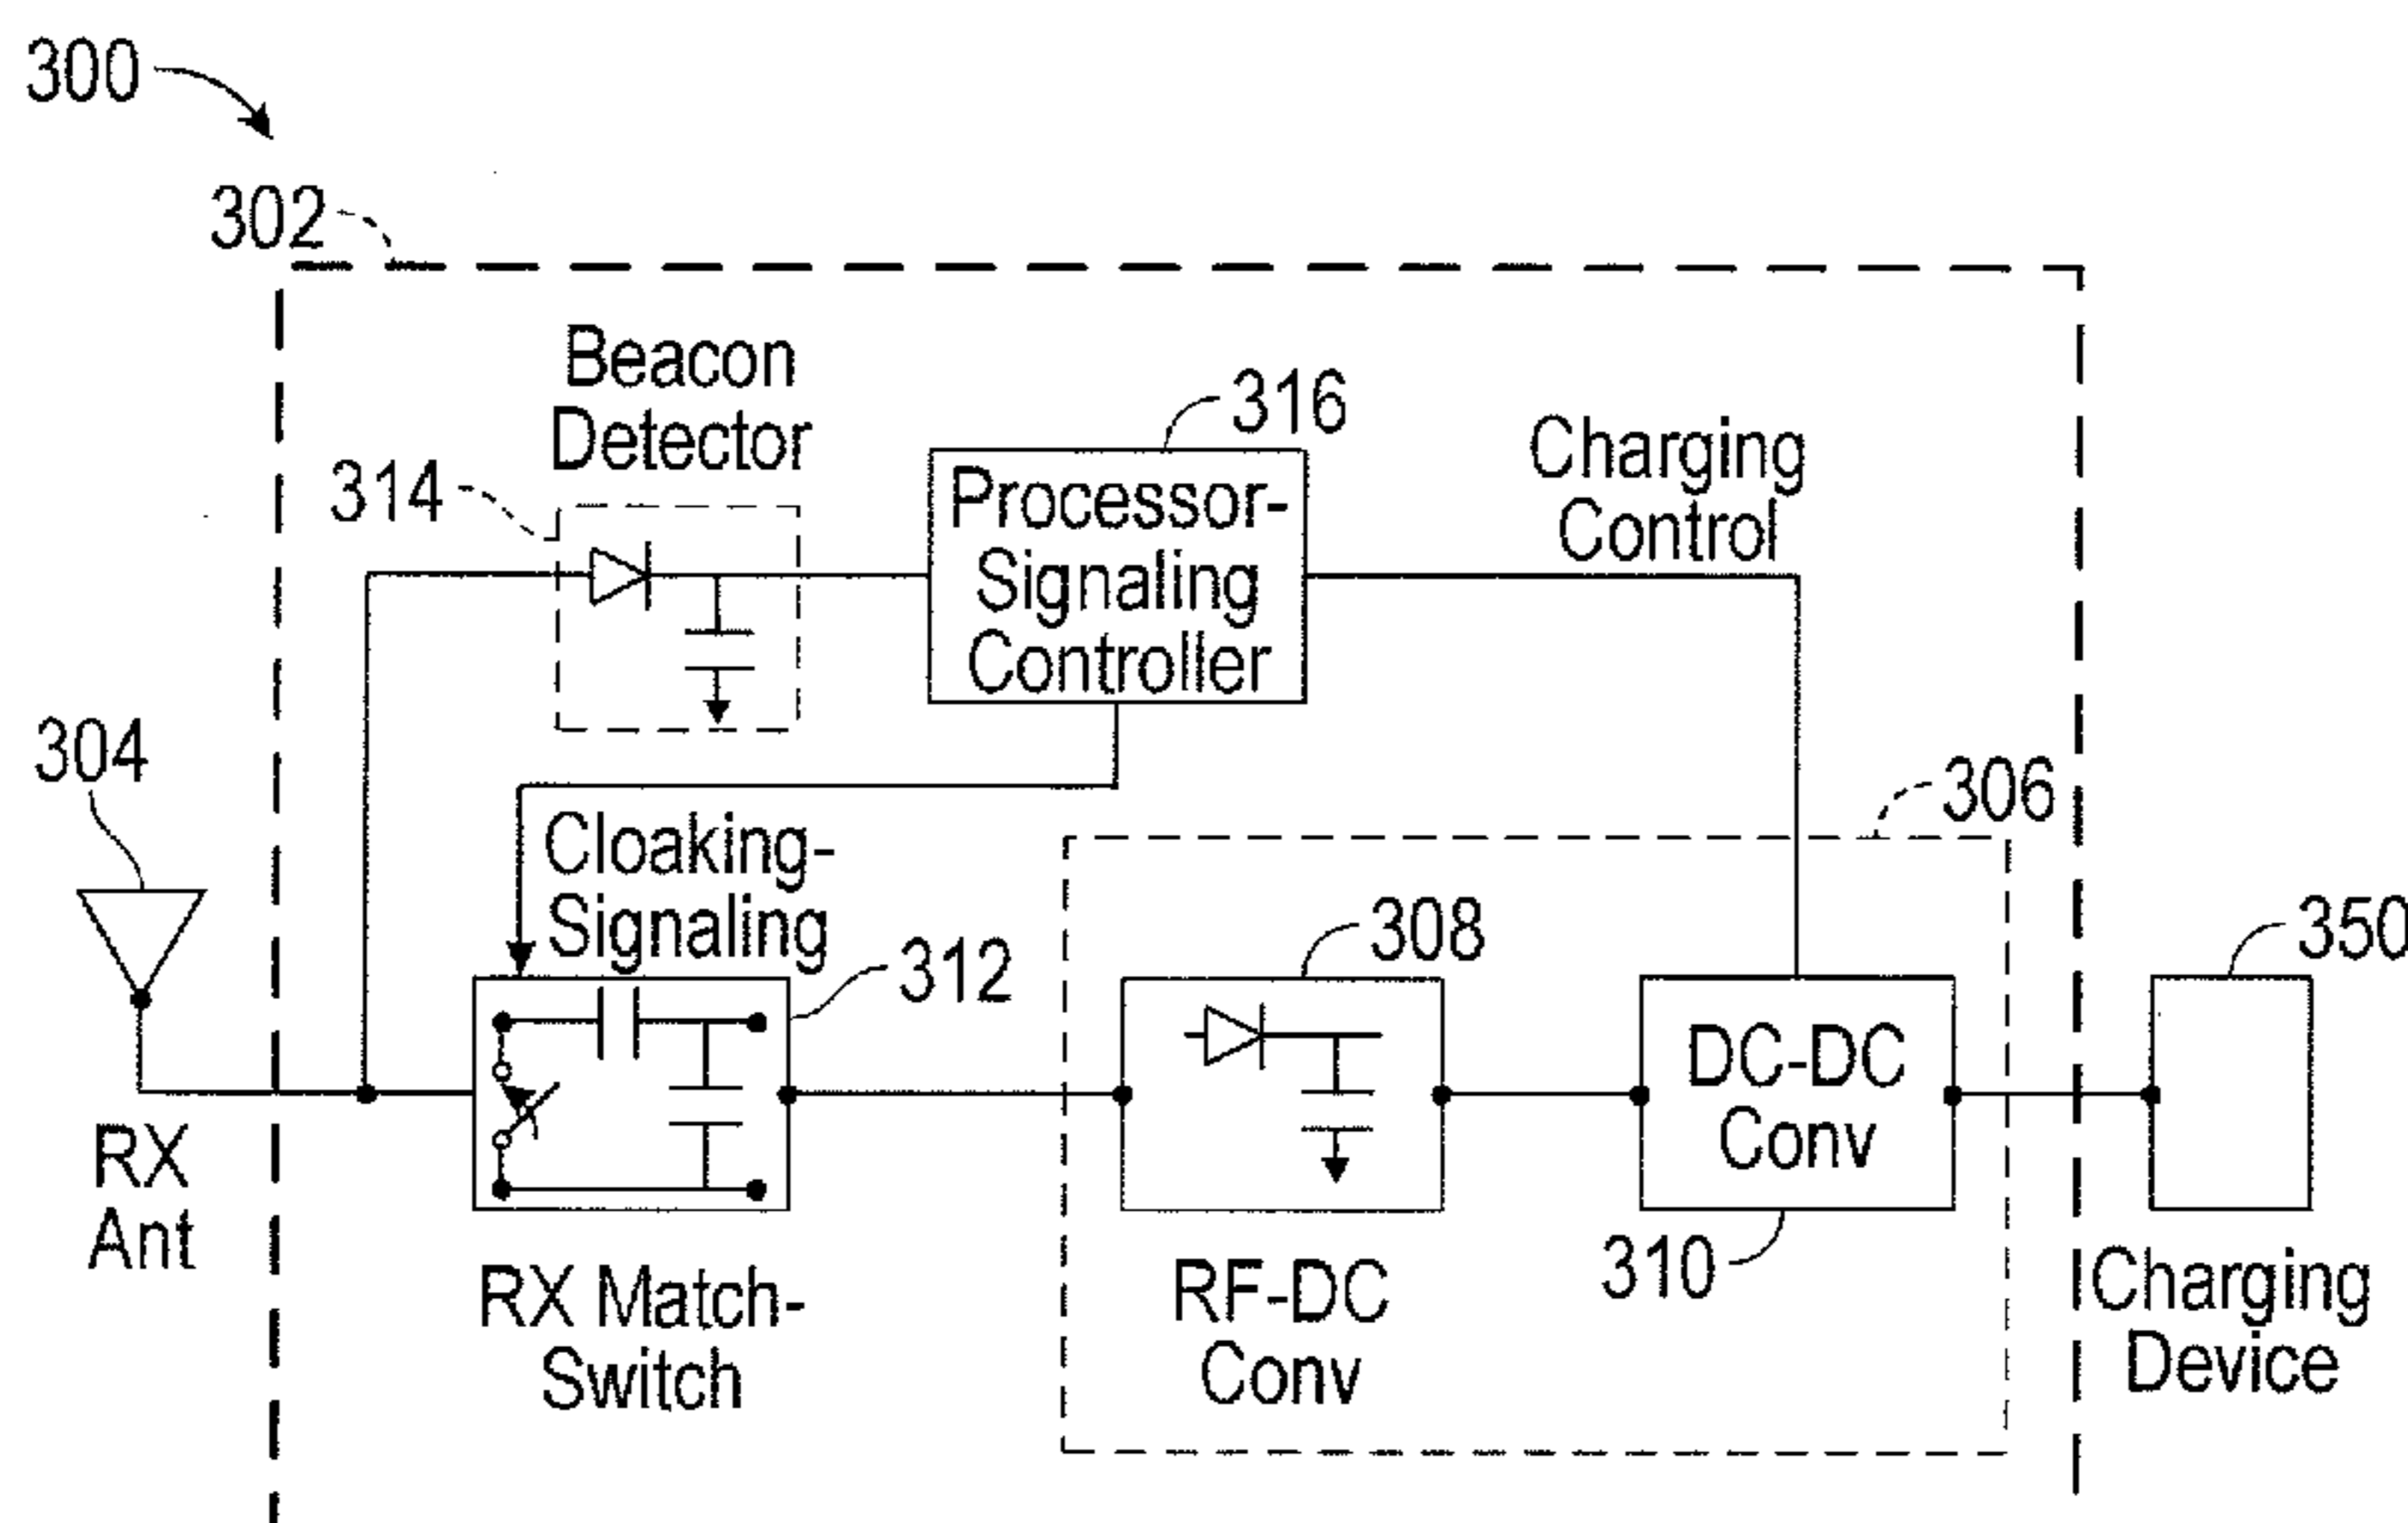 300
302
Beacon
Detector
314
316
Processor-
Signaling
Controller
Charging
Control
304
306
Cloaking-
Signaling
312
308
350
DC-DC
Conv
RX
Ant
RX Match-
Switch
RF-DC
Conv
310
Charging
Device